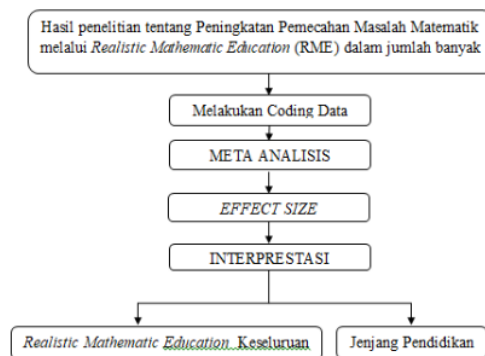 Hasil penelitian tentang Peningkatan Pemecahan Masalah Matematik
melalui Realistic Mathematic Education (RME) dalam jumlah banyak
Melakukan Coding Data
META ANALISIS
EFFECT SIZE
INTERPRESTASI
Realistic Mathematic Education Keseluruan
Jenjang Pendidikan